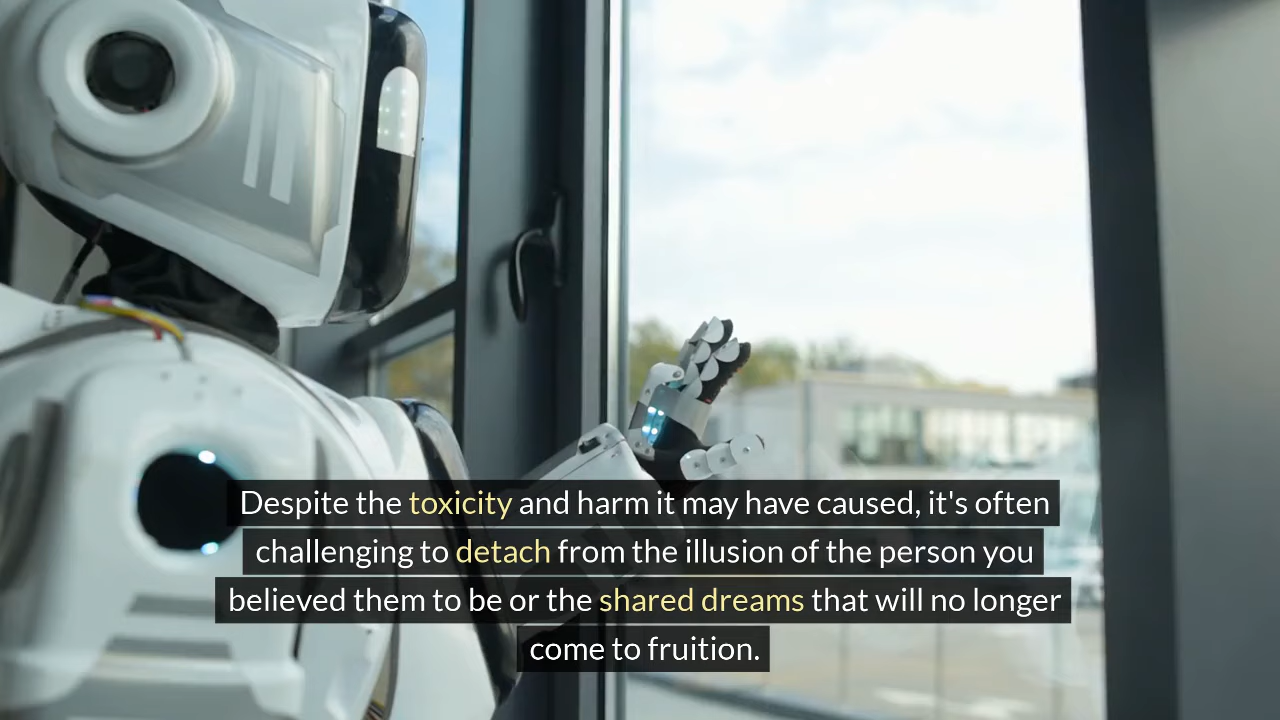 Despite the toxicity and harm it may have caused, it's often
challenging to detach from the illusion of the person you
believed them to be or the shared dreams that will no longer
come to fruition.